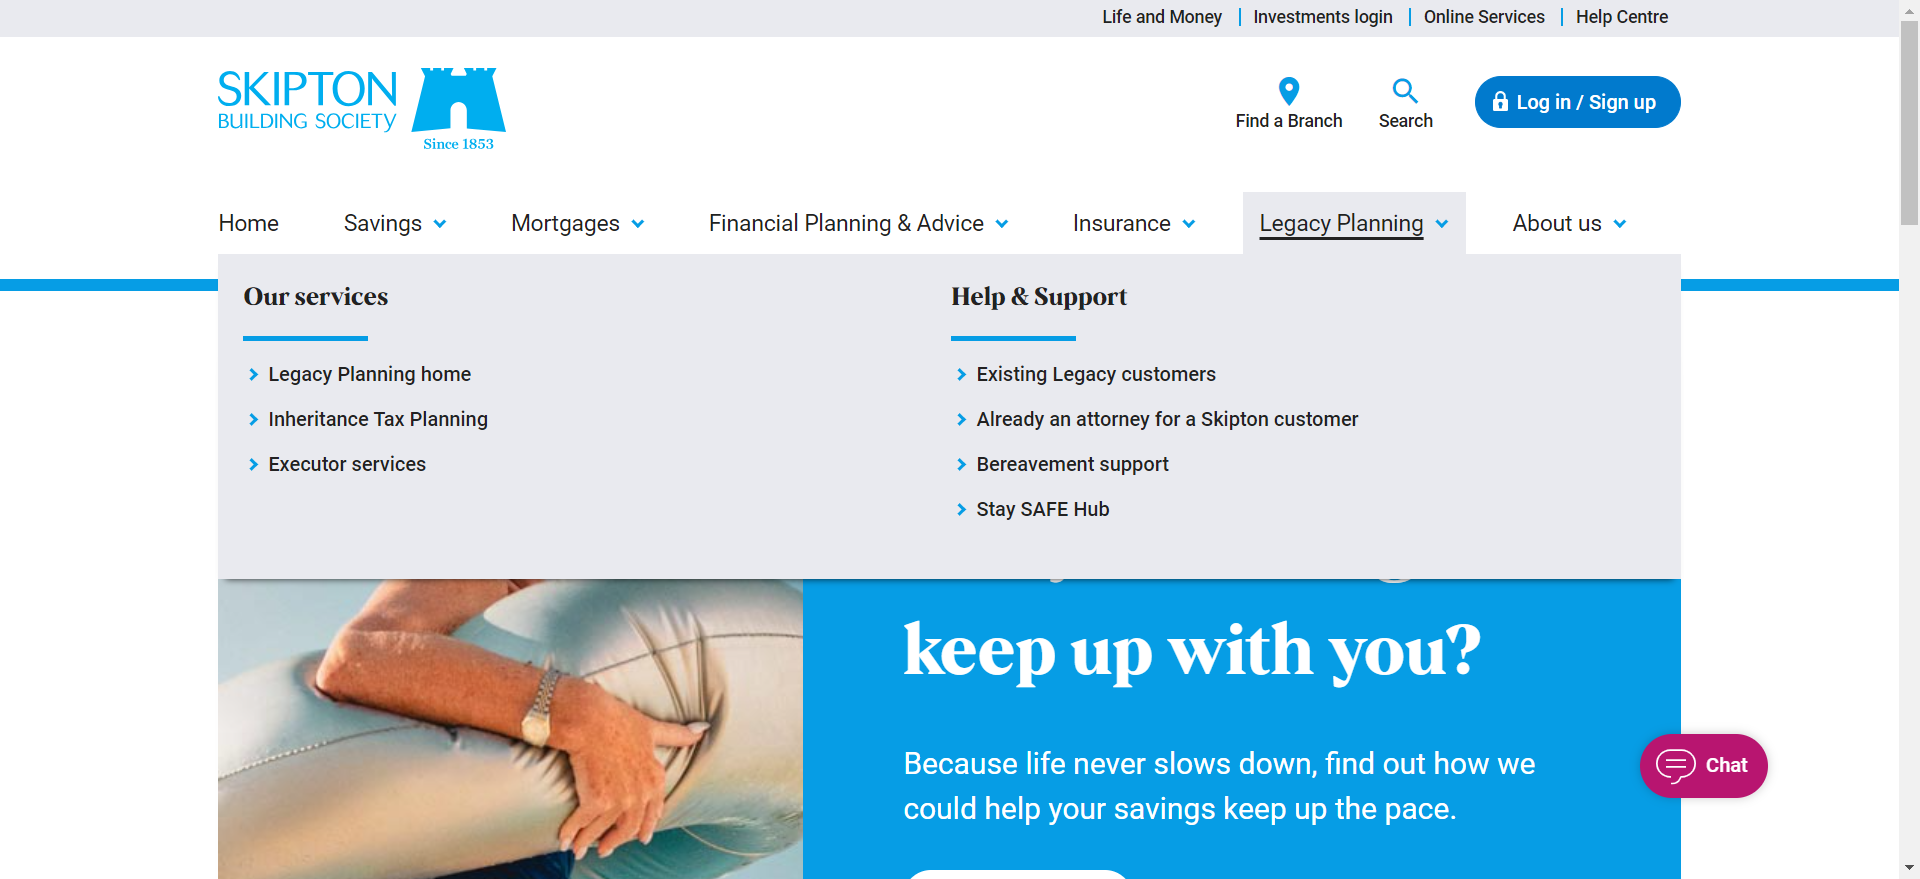 Life and Money
Investments login
Online Services
Help Centre
SKIPTON
BUILDING SOCIETY
Since 1853
Find a Branch
Search
Log in / Sign up
Home
Savings
Mortgages
Financial Planning & Advice
Insurance
Legacy Planning
About us
Our services
Legacy Planning home
Inheritance Tax Planning
Executor services
Help & Support
Existing Legacy customers
Already an attorney for a Skipton customer
Bereavement support
Stay SAFE Hub
keep up with you?
Because life never slows down, find out how we
could help your savings keep up the pace.
Chat